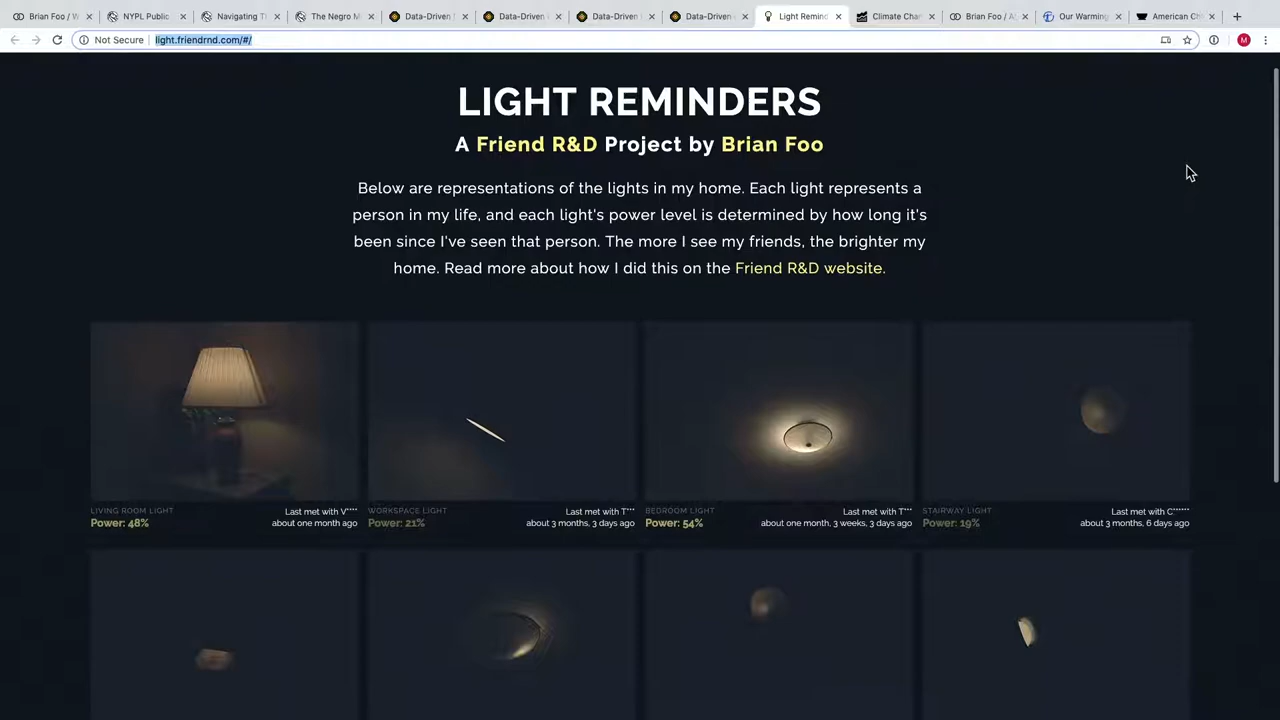 Brian Foo / W
NYPL Public
Navigating T
The Negro M
Data-Driven
Data-Driven
Data-Driven
Data-Driven
Light Remind
Climate Chan
Brian Foo / A
Our Warming
American Ch
Not Secure
light.friendrnd.com/#/
M
LIGHT REMINDERS
A Friend R&D Project by Brian Foo
Below are representations of the lights in my home. Each light represents a
person in my life, and each light's power level is determined by how long it's
been since I've seen that person. The more I see my friends, the brighter my
home. Read more about how I did this on the Friend R&D website.
LIVING ROOM LIGHT
Power: 48%
Last met with V****
about one month ago
WORKSPACE LIGHT
Power: 21%
Last met with T***
about 3 months, 3 days ago
BEDROOM LIGHT
Power: 54%
Last met with T***
about one month, 3 weeks, 3 days ago
STAIRWAY LIGHT
Power: 19%
Last met with C******
about 3 months, 6 days ago